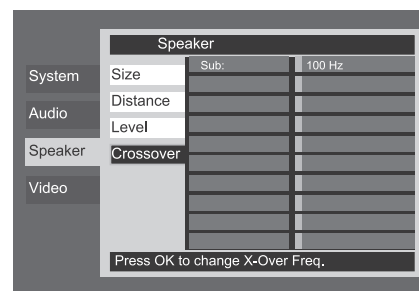 Speaker
System
Audio
Speaker
Video
Size
Distance
Level
Crossover
Sub: 100 Hz
Press OK to change X-Over Freq.